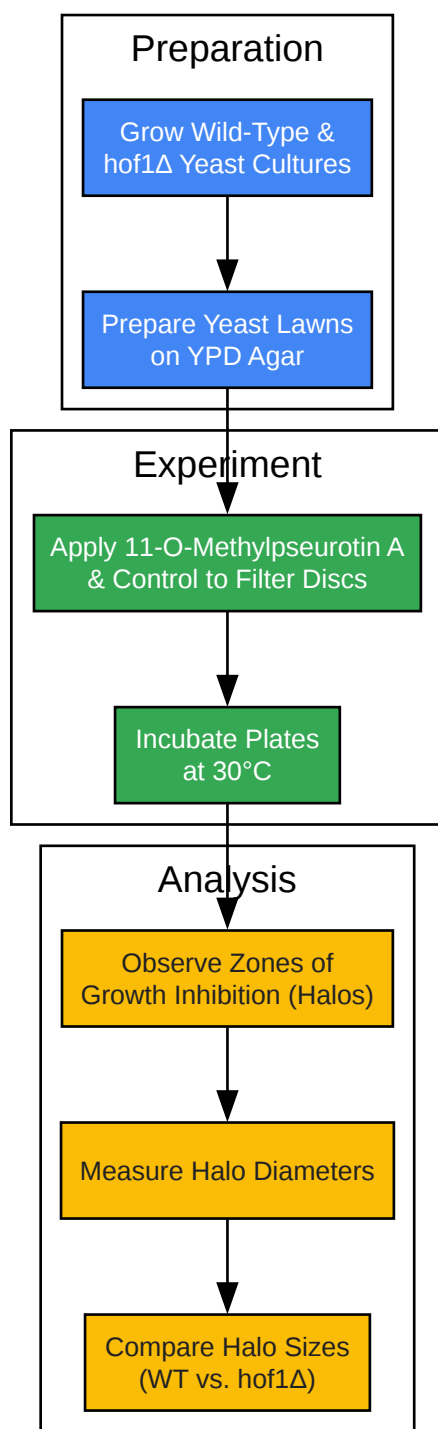 Preparation
Grow Wild-Type &
hof1Δ Yeast Cultures
Prepare Yeast Lawns
on YPD Agar
Experiment
Apply 11-O-Methylpseurotin A
& Control to Filter Discs
Incubate Plates
at 30°C
Analysis
Observe Zones of
Growth Inhibition (Halos)
Measure Halo Diameters
Compare Halo Sizes
(WT vs. hof1Δ)